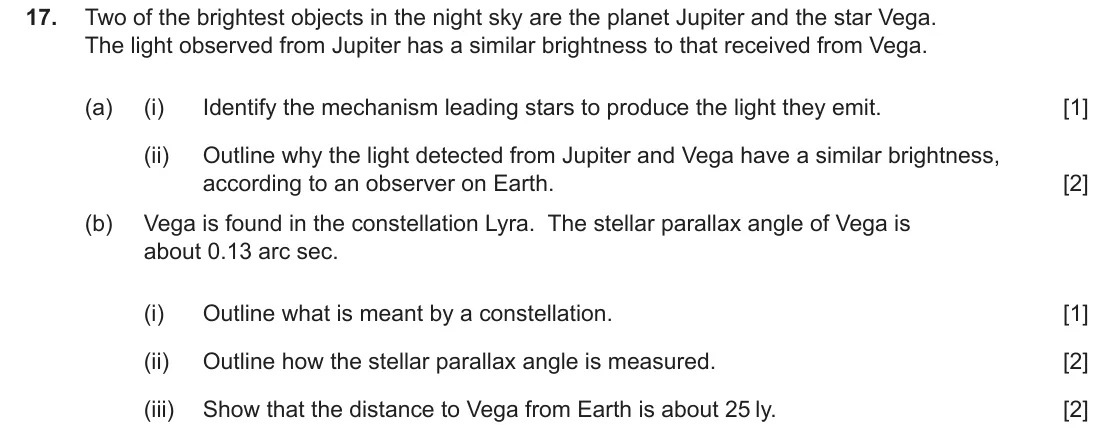 17. Two of the brightest objects in the night sky are the planet Jupiter and the star Vega.
The light observed from Jupiter has a similar brightness to that received from Vega.
(a) (i) Identify the mechanism leading stars to produce the light they emit. [1]
(ii) Outline why the light detected from Jupiter and Vega have a similar brightness,
according to an observer on Earth. [2]
(b) Vega is found in the constellation Lyra. The stellar parallax angle of Vega is
about 0.13 arc sec.
(i) Outline what is meant by a constellation. [1]
(ii) Outline how the stellar parallax angle is measured. [2]
(iii) Show that the distance to Vega from Earth is about 25 ly. [2]